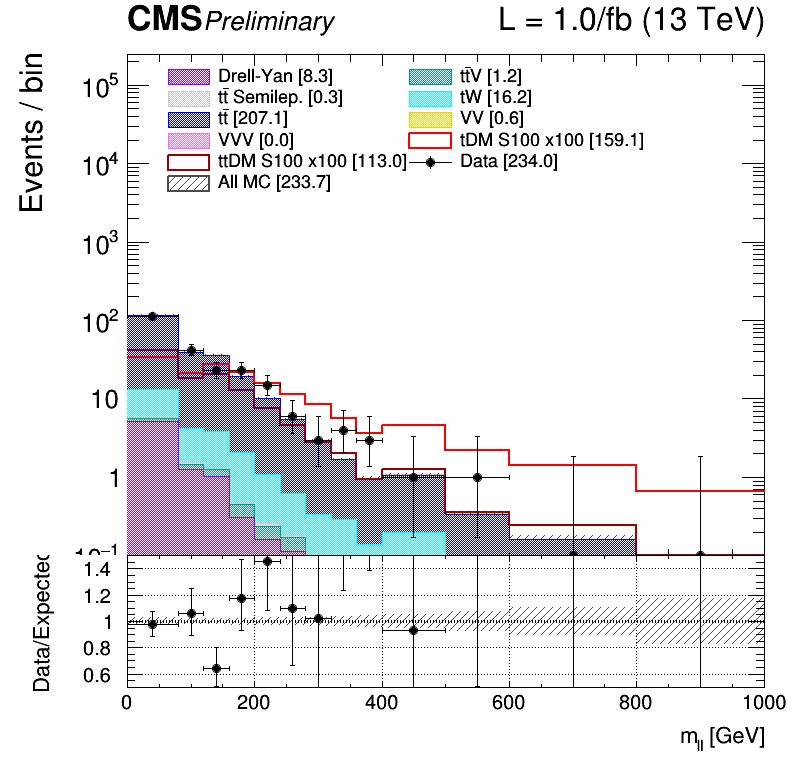 CMS Preliminary L = 1.0/fb (13 TeV)
Events / bin
Drell-Yan [8.3] tt̄V [1.2]
tt̄ Semilep. [0.3] tW [16.2]
tt̄ [207.1] VV [0.6]
VVV [0.0] tDM S100 x100 [159.1]
ttDM S100 x100 [113.0] Data [234.0]
All MC [233.7]
10⁵
10⁴
10³
10²
10
1
10⁻¹
Data/Expected
1.4
1.2
1
0.8
0.6
0 200 400 600 800 1000
m_ll [GeV]